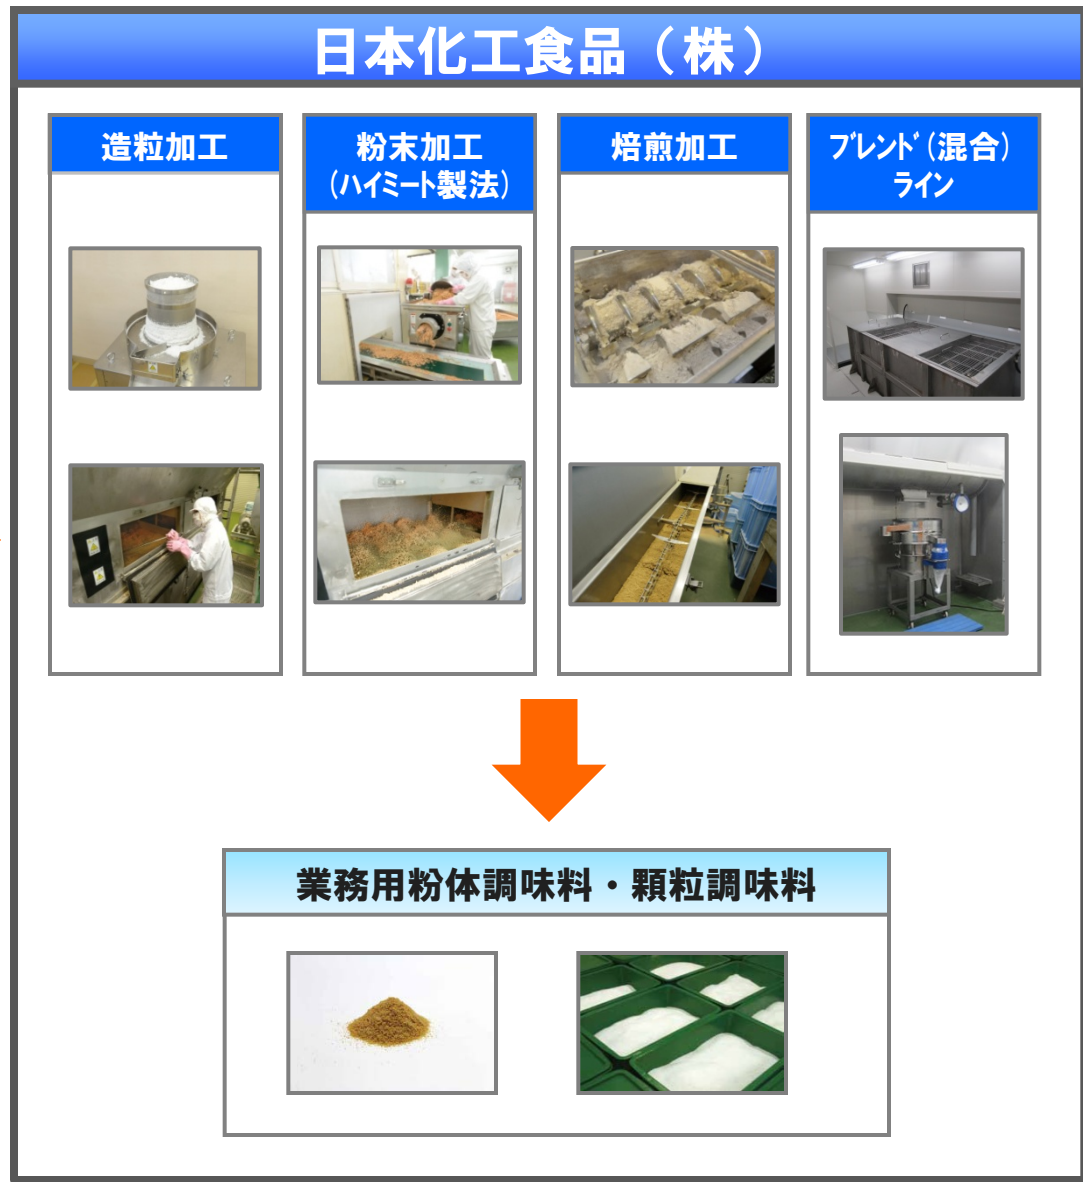 日本化工食品（株）
造粒加工
粉末加工
(ハイミート製法)
焙煎加工
ブレンド(混合)
ライン
業務用粉体調味料・顆粒調味料